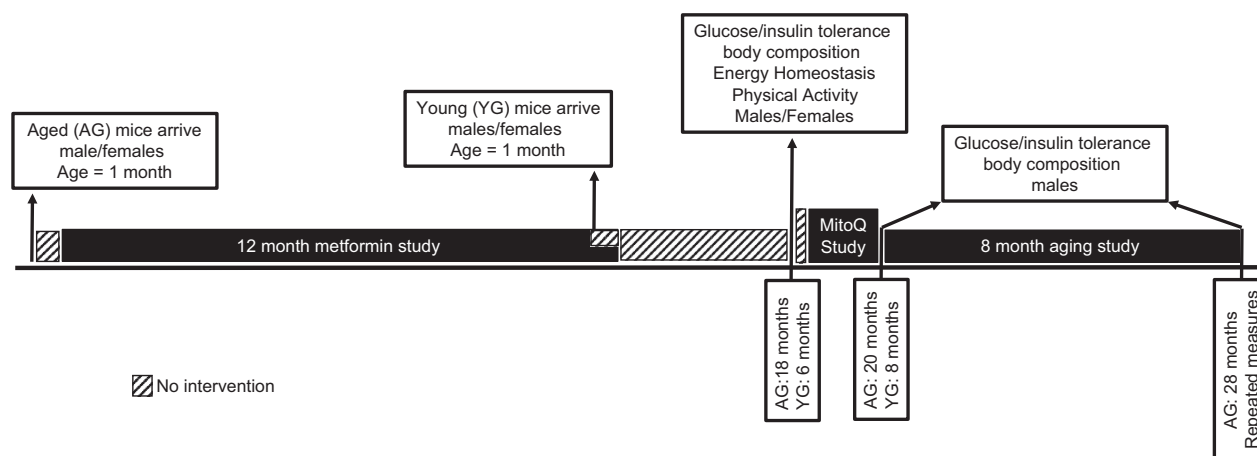 Aged (AG) mice arrive
male/females
Age = 1 month
Young (YG) mice arrive
males/females
Age = 1 month
Glucose/insulin tolerance
body composition
Energy Homeostasis
Physical Activity
Males/Females
Glucose/insulin tolerance
body composition
males
12 month metformin study
MitoQ
Study
8 month aging study
AG:18 months
YG: 6 months
AG: 20 months
YG: 8 months
AG: 28 months
Repeated measures
No intervention